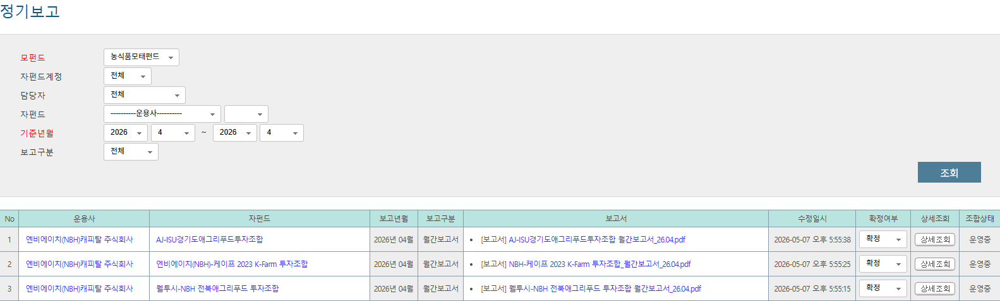 정기보고
모펀드 농식품모태펀드
자펀드계정 전체
담당자 전체
자펀드 ----------운용사----------
기준년월 2026 4 ~ 2026 4
보고구분 전체
조회
No 운용사 자펀드 보고년월 보고구분 보고서 수정일시 확정여부 상세조회 조합상태
1 엔비에이치(NBH)캐피탈 주식회사 AJ-ISU경기도애그리푸드투자조합 2026년 04월 월간보고서 • [보고서] AJ-ISU경기도애그리푸드투자조합 월간보고서_26.04.pdf 2026-05-07 오후 5:55:38 확정 상세조회 운영중
2 엔비에이치(NBH)캐피탈 주식회사 엔비에이치(NBH)-케이프 2023 K-Farm 투자조합 2026년 04월 월간보고서 • [보고서] NBH-케이프 2023 K-Farm 투자조합_월간보고서_26.04.pdf 2026-05-07 오후 5:55:25 확정 상세조회 운영중
3 엔비에이치(NBH)캐피탈 주식회사 웰투시-NBH 전북애그리푸드 투자조합 2026년 04월 월간보고서 • [보고서] 웰투시-NBH 전북애그리푸드 투자조합 월간보고서_26.04.pdf 2026-05-07 오후 5:55:15 확정 상세조회 운영중